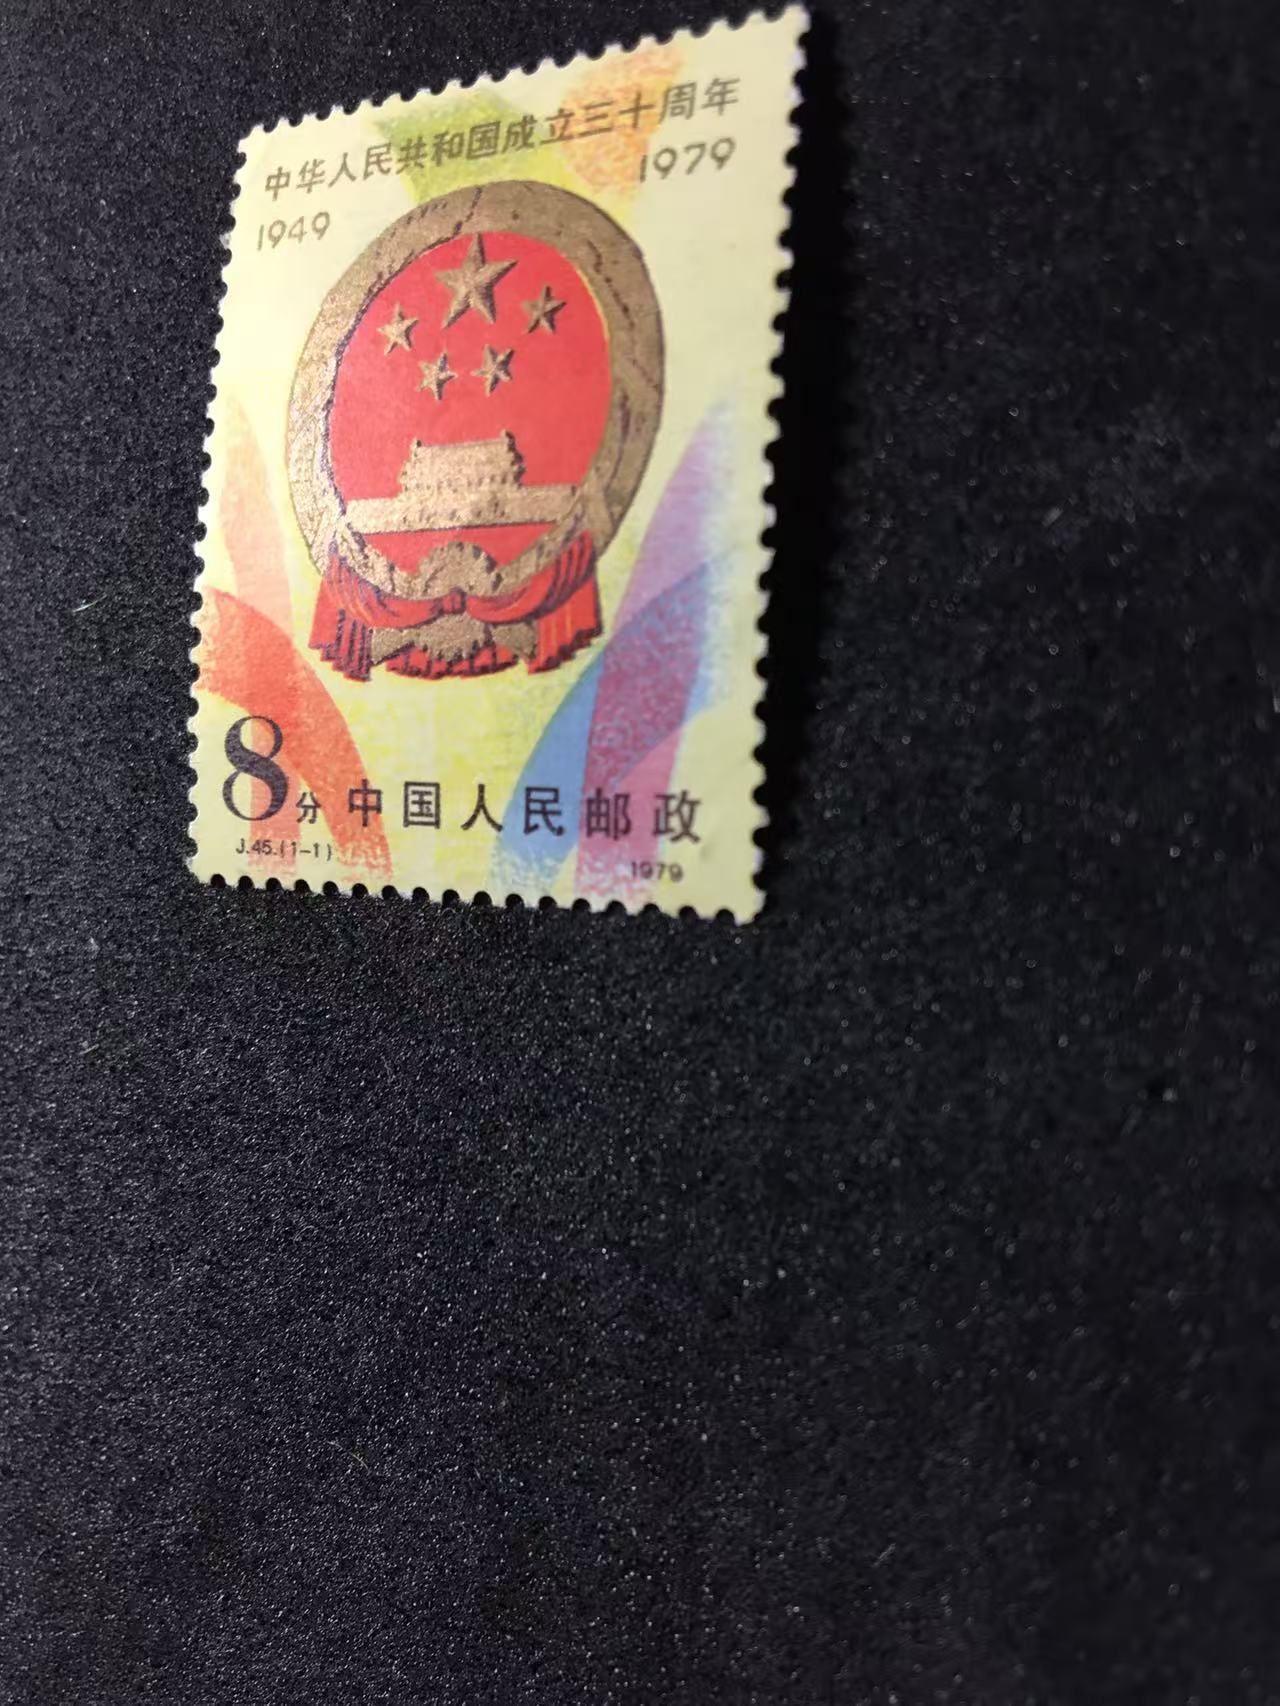 中华人民共和国成立三十周年
1949 1979
8分 中国人民邮政
J.45.(1-1) 1979